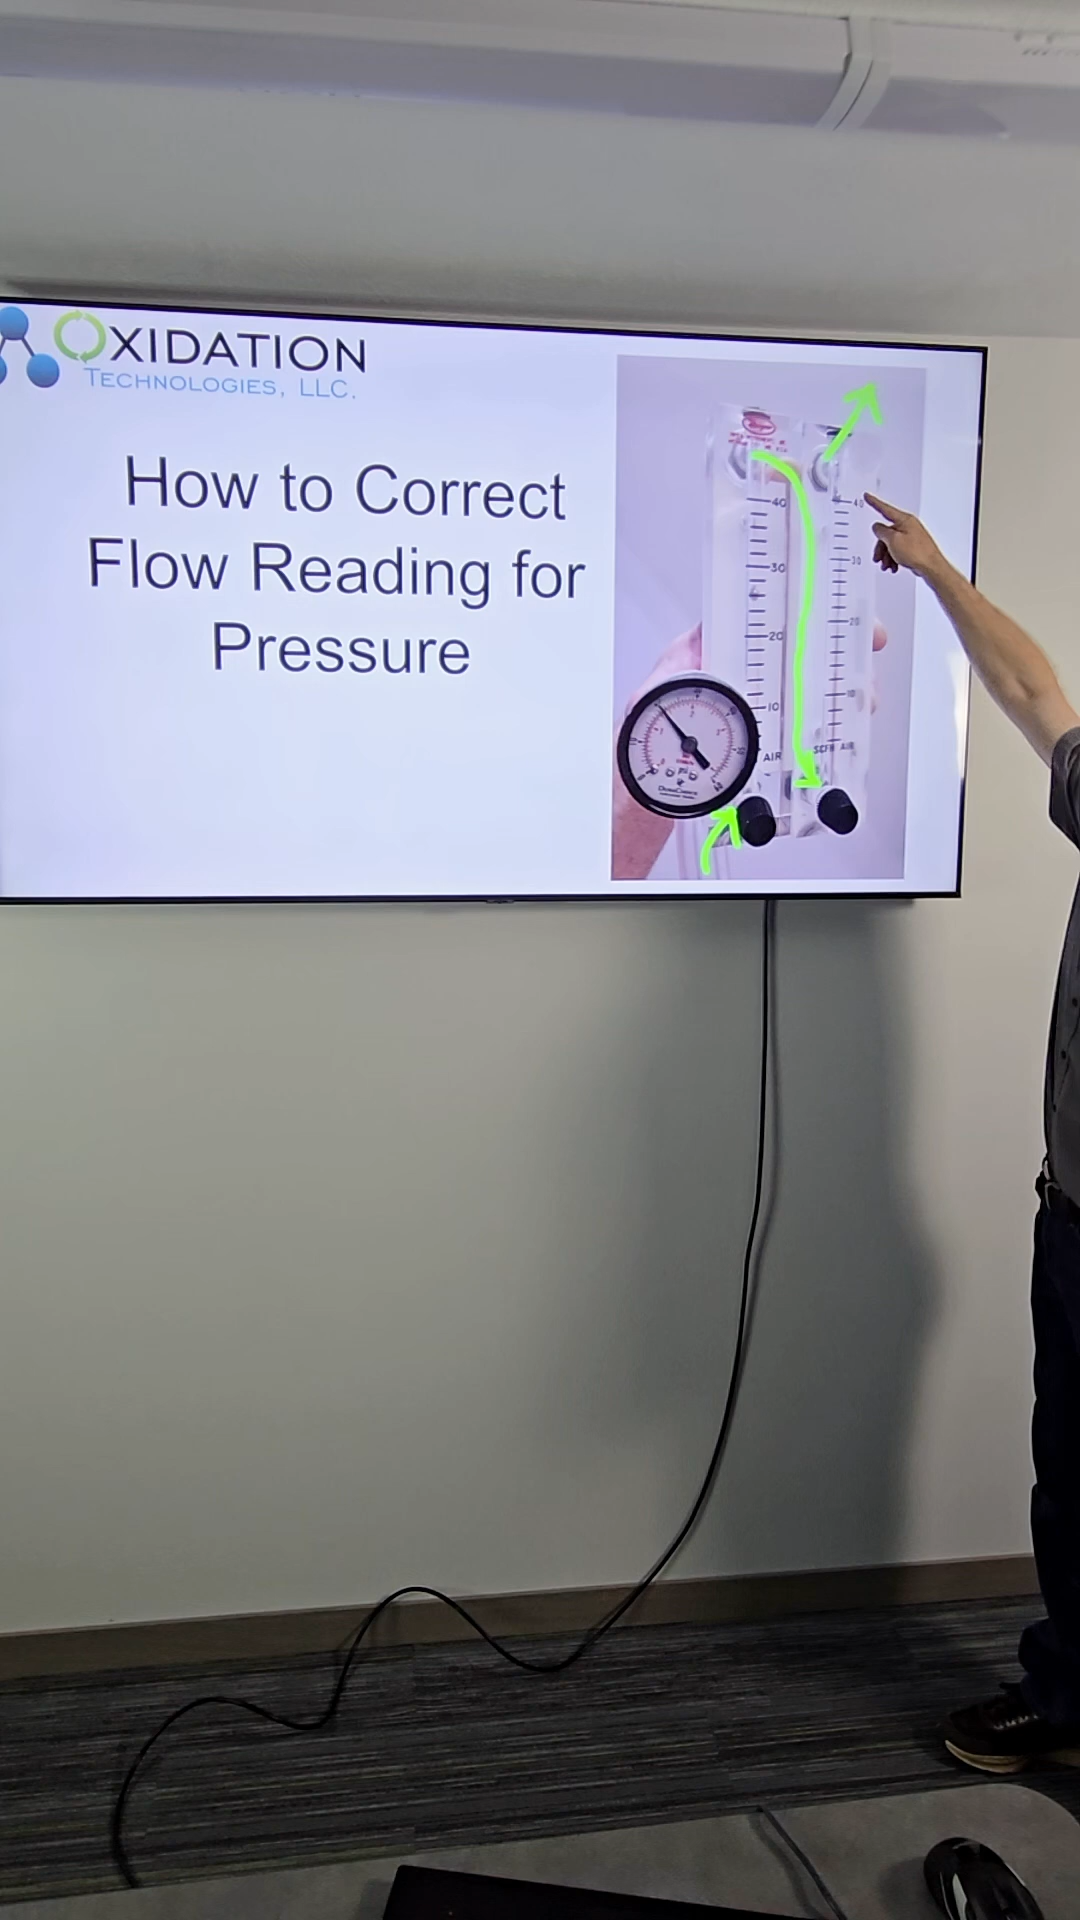 OXIDATION
TECHNOLOGIES, LLC.
How to Correct
Flow Reading for
Pressure
40
30
20
10
AIR
40
30
20
10
SCFH AIR
psi